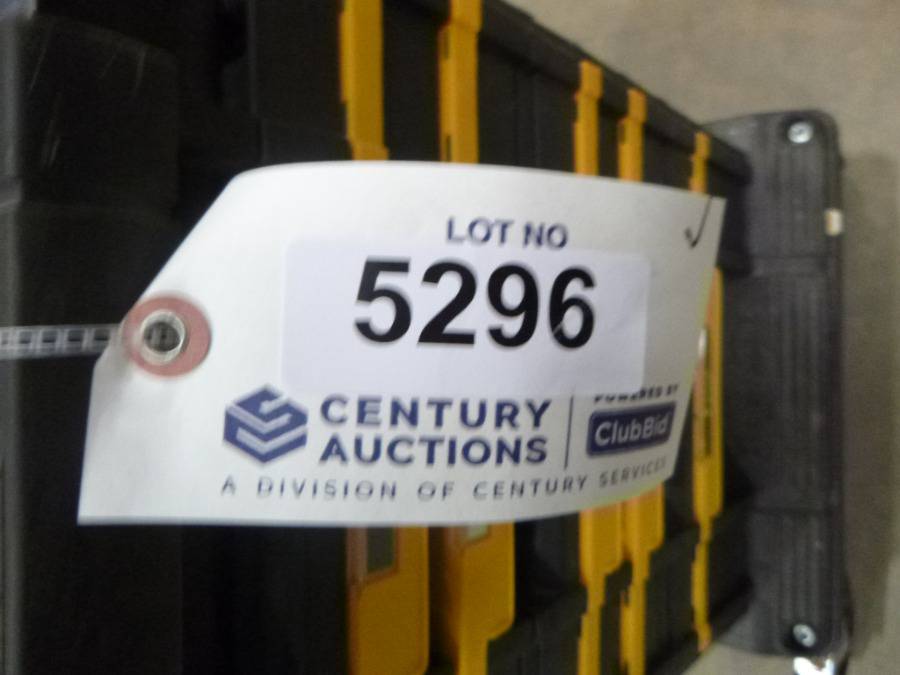 LOT NO
5296
CENTURY
AUCTIONS
POWERED BY
ClubBid
A DIVISION OF CENTURY SERVICES